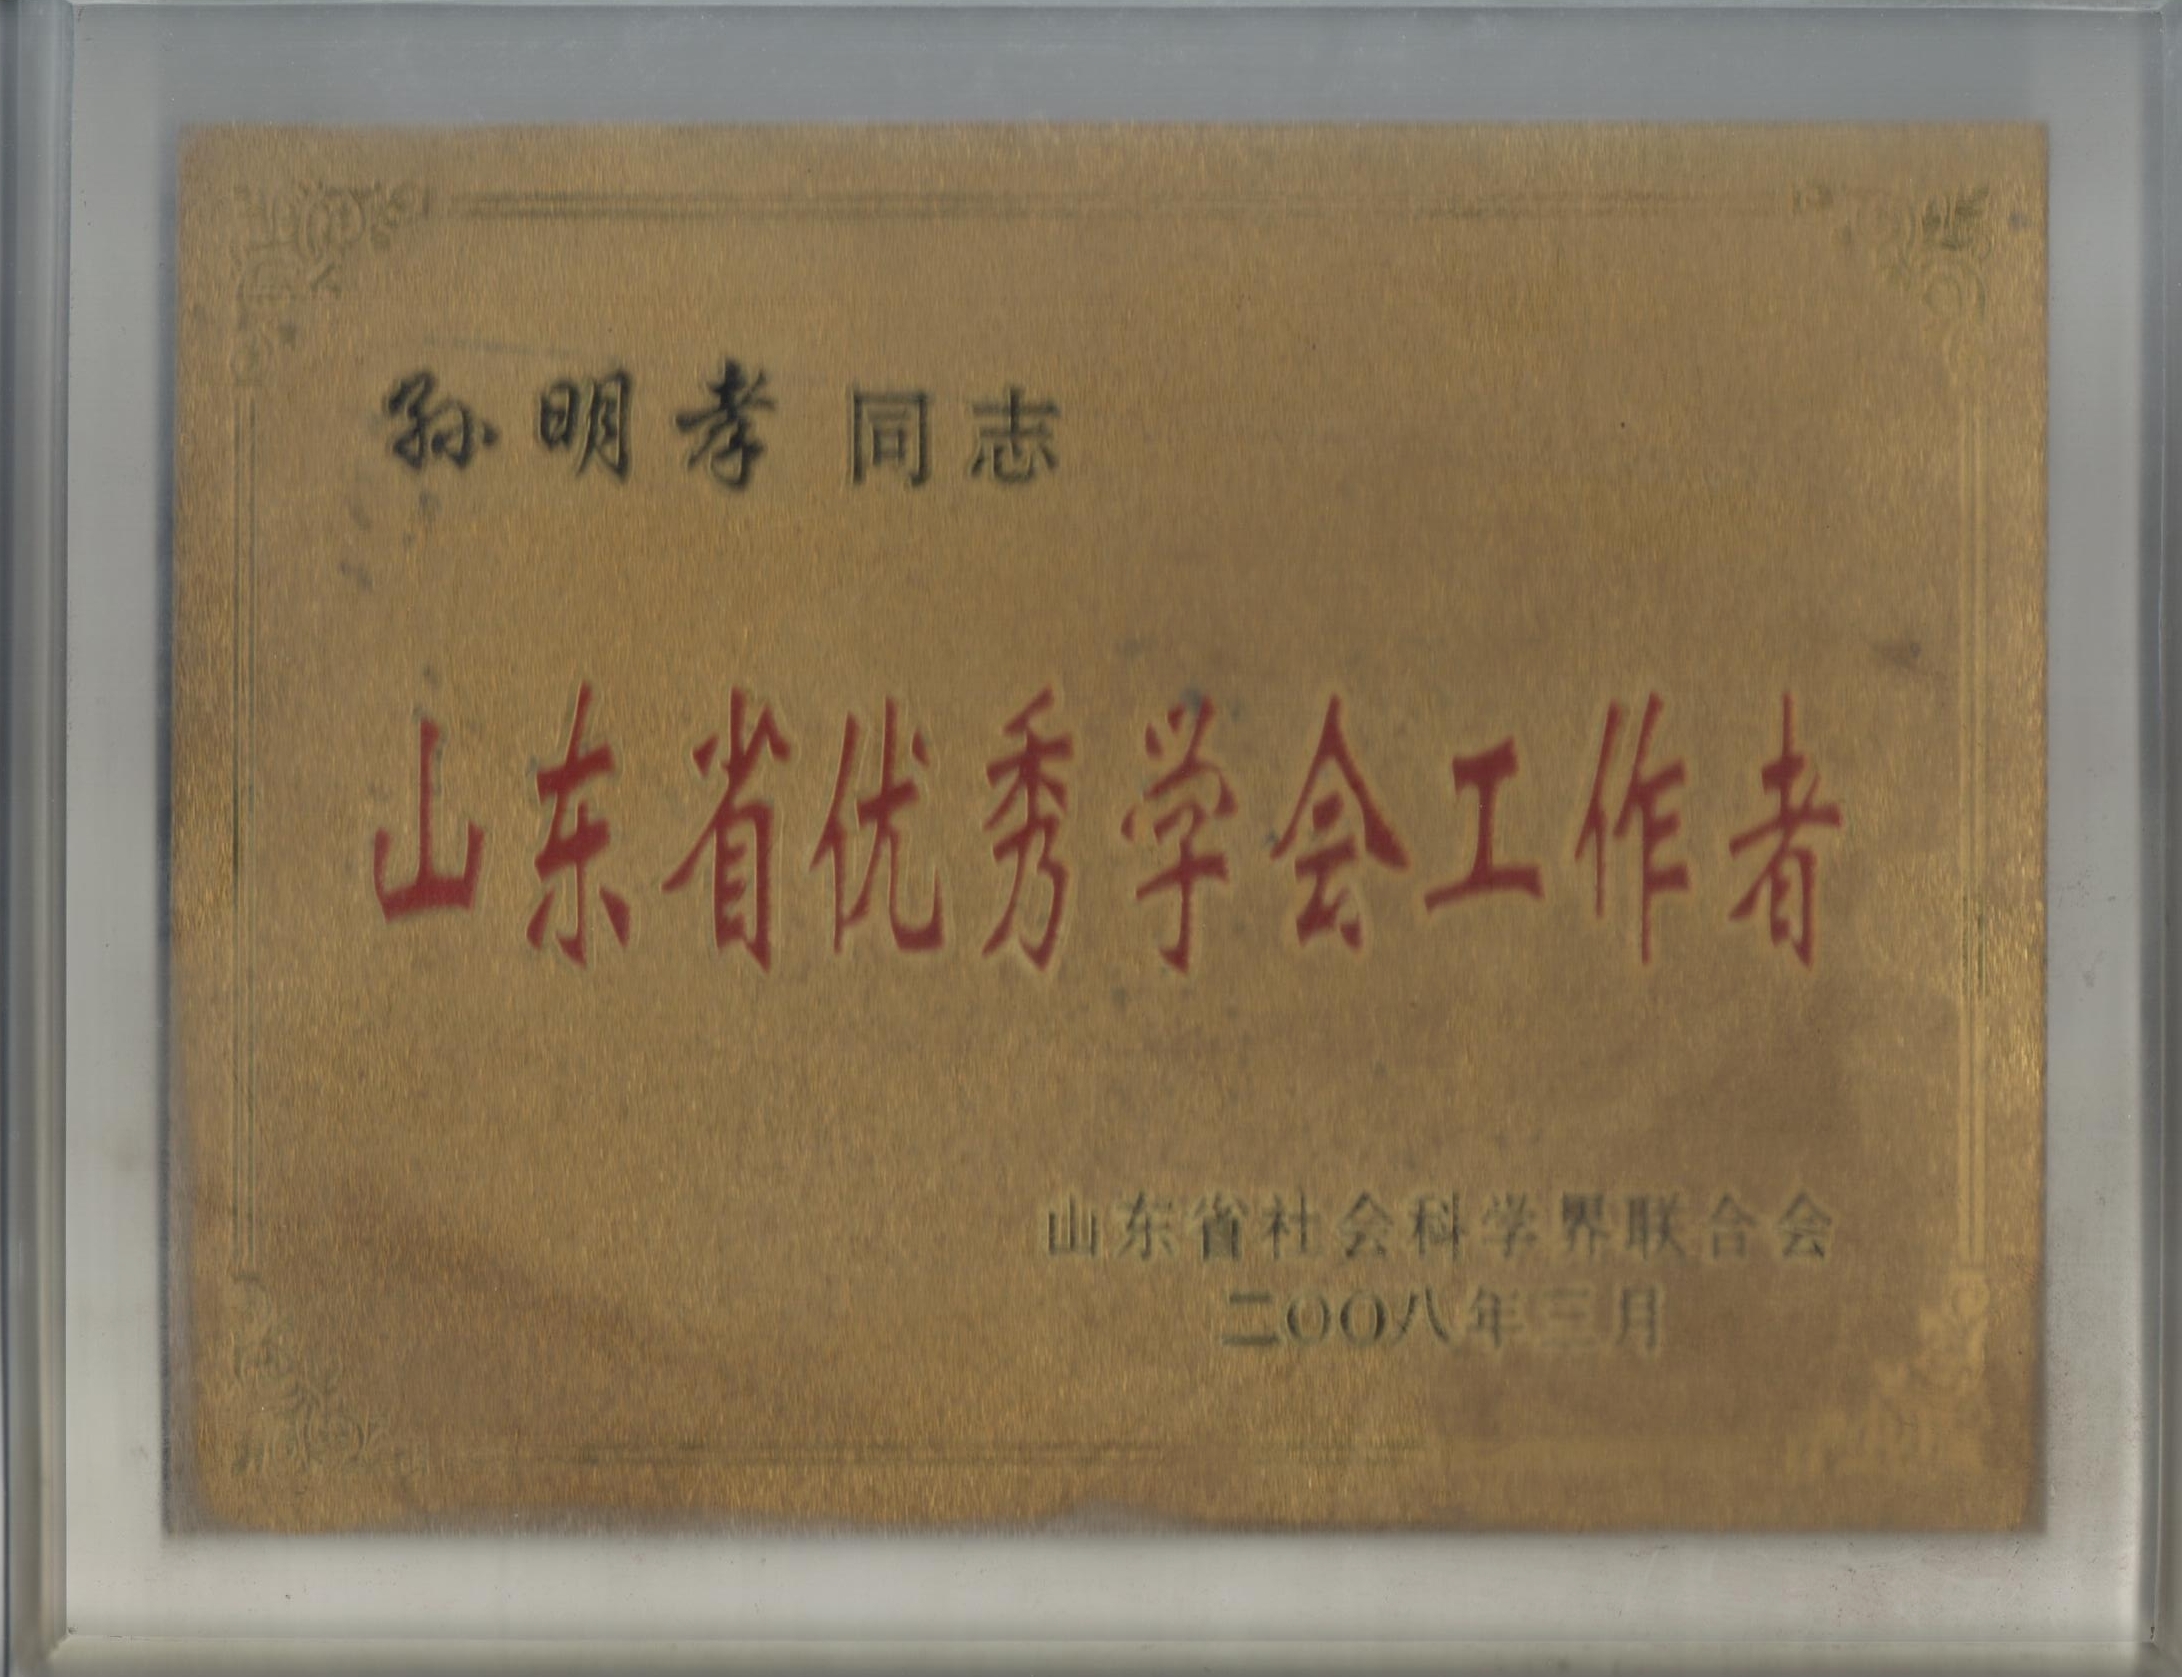 孙明孝 同志
山东省优秀学会工作者
山东省社会科学界联合会
二〇〇八年三月